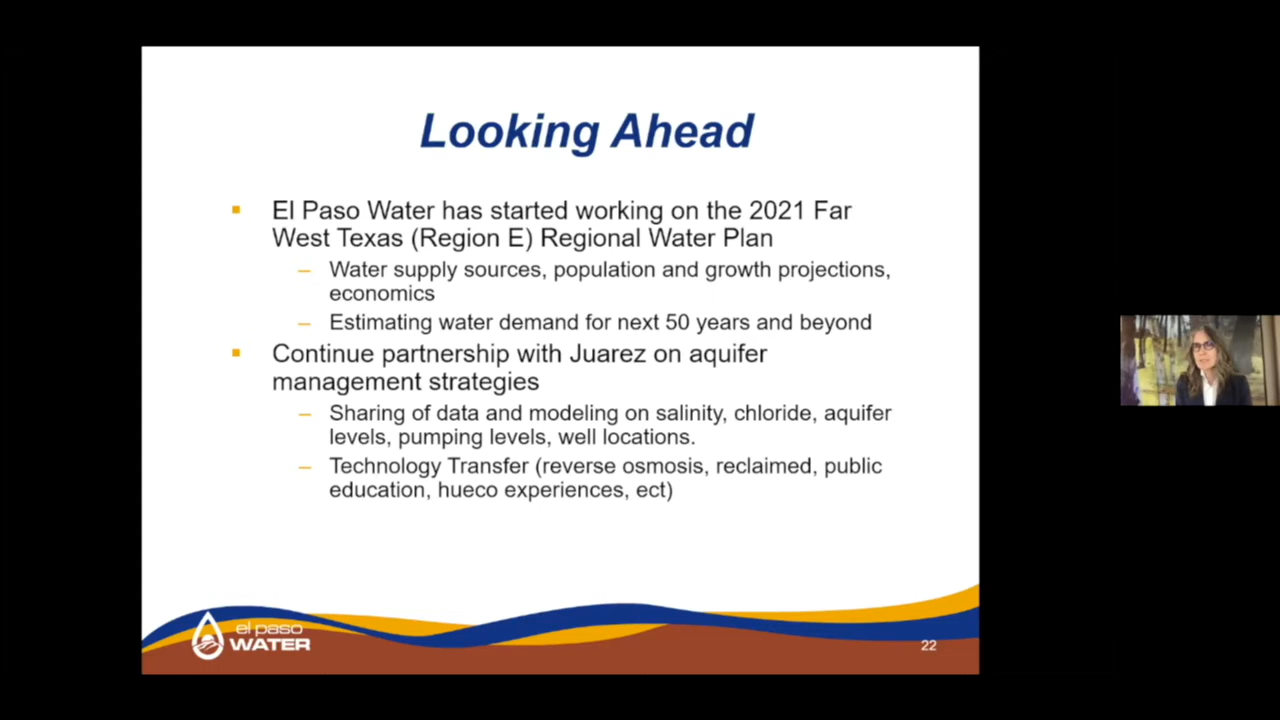 Looking Ahead
▪ El Paso Water has started working on the 2021 Far
West Texas (Region E) Regional Water Plan
– Water supply sources, population and growth projections,
economics
– Estimating water demand for next 50 years and beyond
▪ Continue partnership with Juarez on aquifer
management strategies
– Sharing of data and modeling on salinity, chloride, aquifer
levels, pumping levels, well locations.
– Technology Transfer (reverse osmosis, reclaimed, public
education, hueco experiences, ect)
el paso
WATER
22